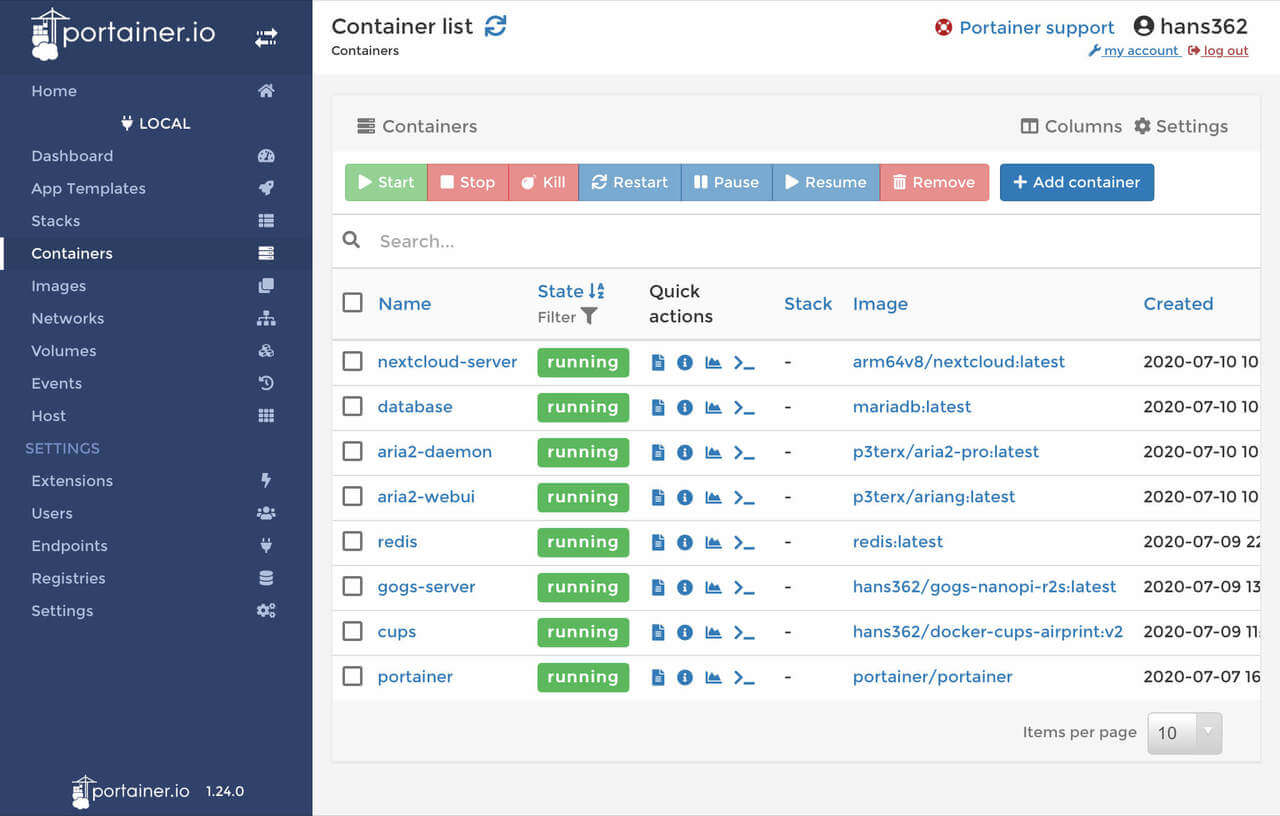 portainer.io
Home
LOCAL
Dashboard
App Templates
Stacks
Containers
Images
Networks
Volumes
Events
Host
SETTINGS
Extensions
Users
Endpoints
Registries
Settings
portainer.io 1.24.0
Container list
Containers
Portainer support hans362
my account log out
Containers
Columns Settings
Start Stop Kill Restart Pause Resume Remove Add container
Search...
Name State Filter Quick actions Stack Image Created
nextcloud-server running - arm64v8/nextcloud:latest 2020-07-10 10
database running - mariadb:latest 2020-07-10 10
aria2-daemon running - p3terx/aria2-pro:latest 2020-07-10 10
aria2-webui running - p3terx/ariang:latest 2020-07-10 10
redis running - redis:latest 2020-07-09 22
gogs-server running - hans362/gogs-nanopi-r2s:latest 2020-07-09 13
cups running - hans362/docker-cups-airprint:v2 2020-07-09 11:
portainer running - portainer/portainer 2020-07-07 16
Items per page 10